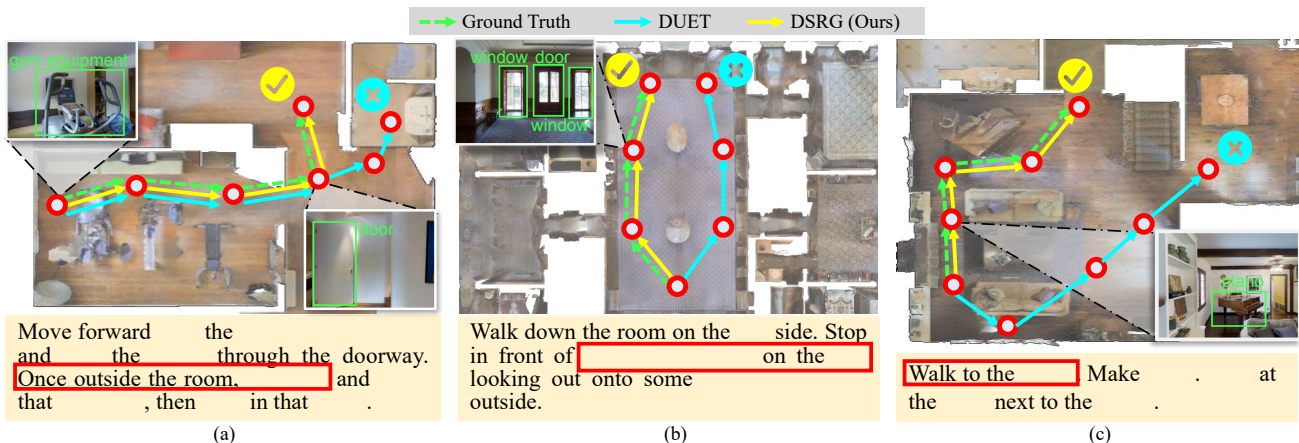 Ground Truth DUET DSRG (Ours)
gym equipment
door
window door
window
piano
Move forward the
and the through the doorway.
Once outside the room, and
that , then in that .
(a)
Walk down the room on the side. Stop
in front of on the
looking out onto some
outside.
(b)
Walk to the . Make . at
the next to the .
(c)